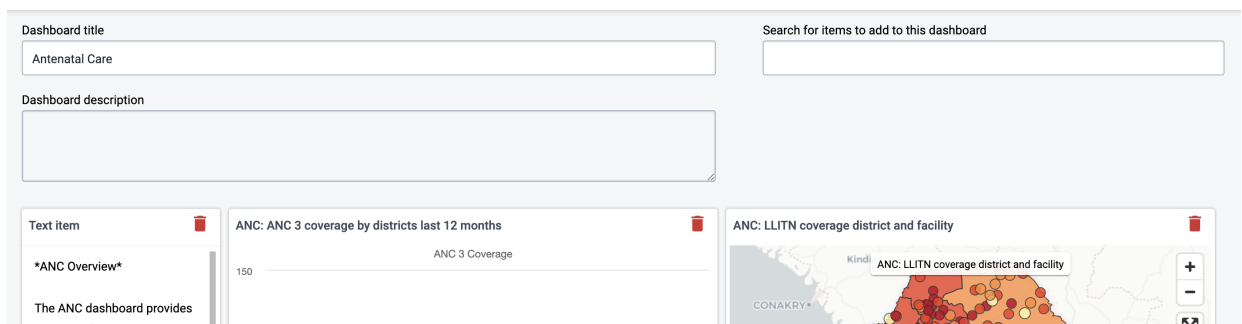 Dashboard title
Search for items to add to this dashboard
Antenatal Care
Dashboard description
Text item
*ANC Overview*
The ANC dashboard provides
ANC: ANC 3 coverage by districts last 12 months
ANC 3 Coverage
150
ANC: LLITN coverage district and facility
Kindi
ANC: LLITN coverage district and facility
CONAKRY
+
−